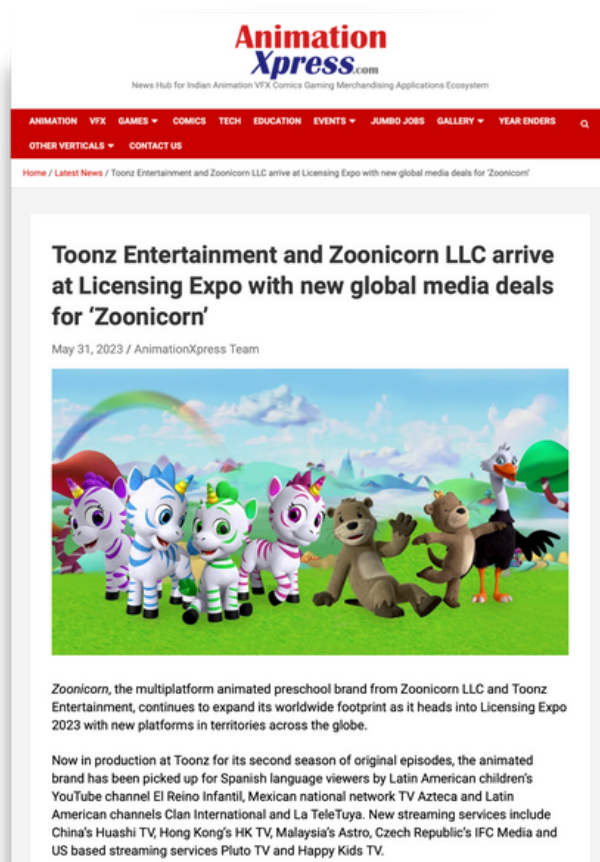 Animation
Xpress.com
News Hub for Indian Animation VFX Comics Gaming Merchandising Applications Ecosystem
ANIMATION VFX GAMES COMICS TECH EDUCATION EVENTS JUMBO JOBS GALLERY YEAR ENDERS
OTHER VERTICALS CONTACT US
Home / Latest News / Toonz Entertainment and Zoonicorn LLC arrive at Licensing Expo with new global media deals for ‘Zoonicorn’
Toonz Entertainment and Zoonicorn LLC arrive
at Licensing Expo with new global media deals
for ‘Zoonicorn’
May 31, 2023 / AnimationXpress Team
Zoonicorn, the multiplatform animated preschool brand from Zoonicorn LLC and Toonz
Entertainment, continues to expand its worldwide footprint as it heads into Licensing Expo
2023 with new platforms in territories across the globe.
Now in production at Toonz for its second season of original episodes, the animated
brand has been picked up for Spanish language viewers by Latin American children’s
YouTube channel El Reino Infantil, Mexican national network TV Azteca and Latin
American channels Clan International and La TeleTuya. New streaming services include
China’s Huashi TV, Hong Kong’s HK TV, Malaysia’s Astro, Czech Republic’s IFC Media and
US based streaming services Pluto TV and Happy Kids TV.